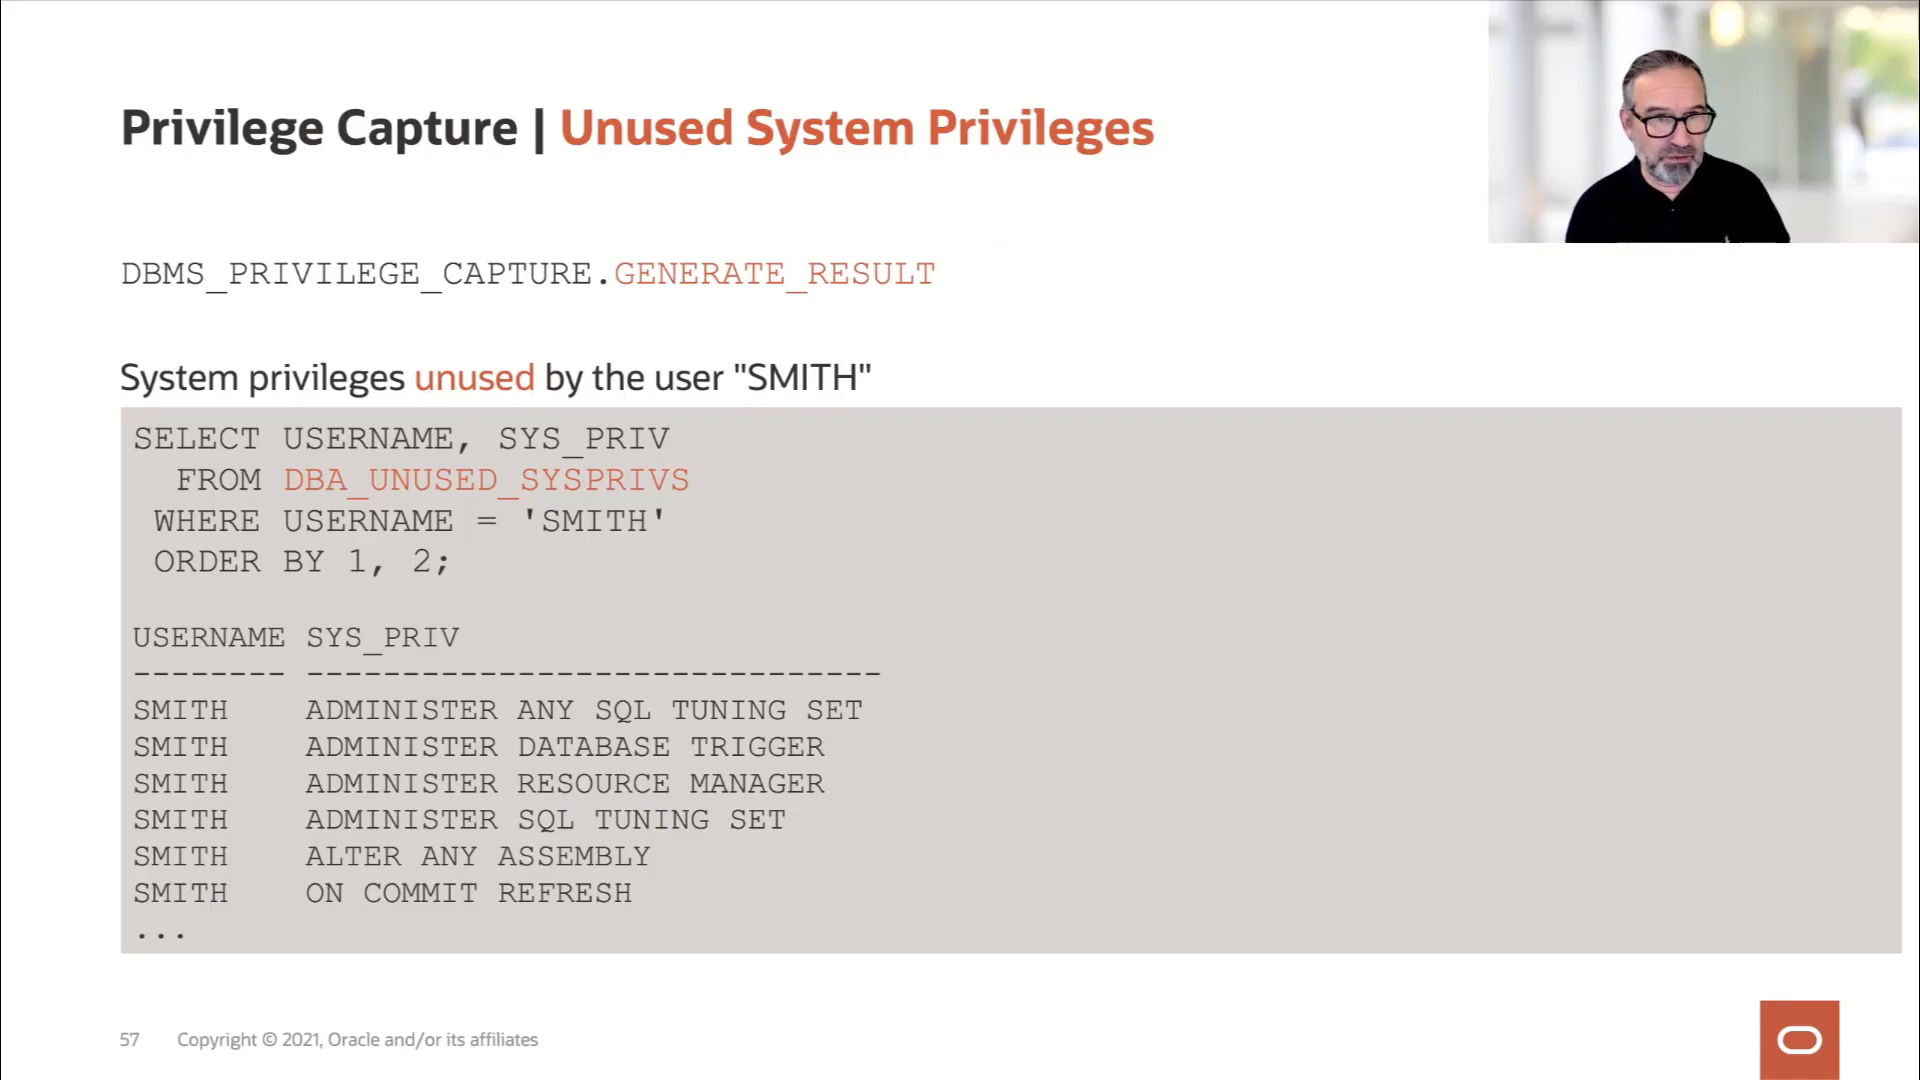 Privilege Capture | Unused System Privileges
DBMS_PRIVILEGE_CAPTURE.GENERATE_RESULT
System privileges unused by the user "SMITH"
SELECT USERNAME, SYS_PRIV
  FROM DBA_UNUSED_SYSPRIVS
 WHERE USERNAME = 'SMITH'
 ORDER BY 1, 2;
USERNAME SYS_PRIV
-------- ------------------------------
SMITH    ADMINISTER ANY SQL TUNING SET
SMITH    ADMINISTER DATABASE TRIGGER
SMITH    ADMINISTER RESOURCE MANAGER
SMITH    ADMINISTER SQL TUNING SET
SMITH    ALTER ANY ASSEMBLY
SMITH    ON COMMIT REFRESH
...
57 Copyright © 2021, Oracle and/or its affiliates